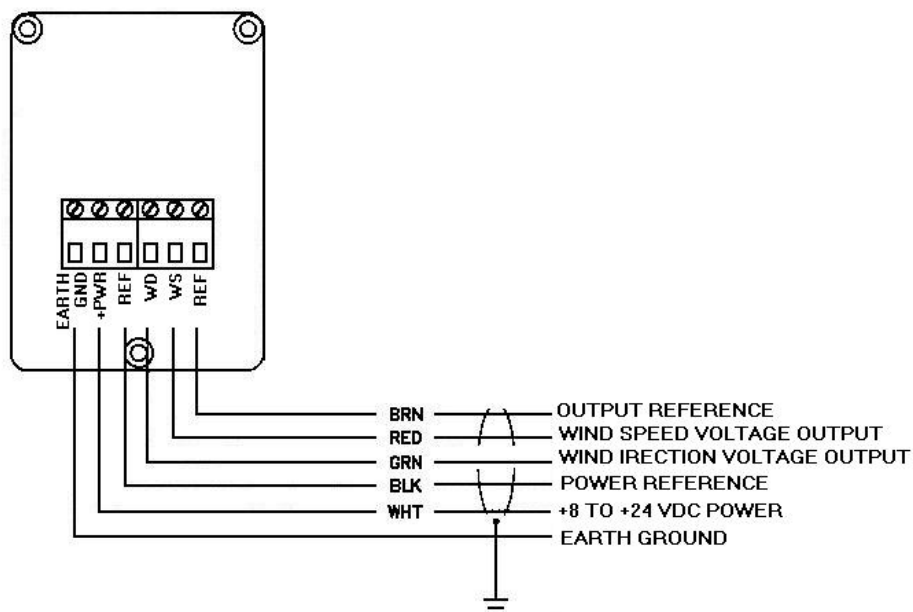 EARTH GND
+PWR
REF
WD
WS
REF
BRN OUTPUT REFERENCE
RED WIND SPEED VOLTAGE OUTPUT
GRN WIND IRECTION VOLTAGE OUTPUT
BLK POWER REFERENCE
WHT +8 TO +24 VDC POWER
EARTH GROUND